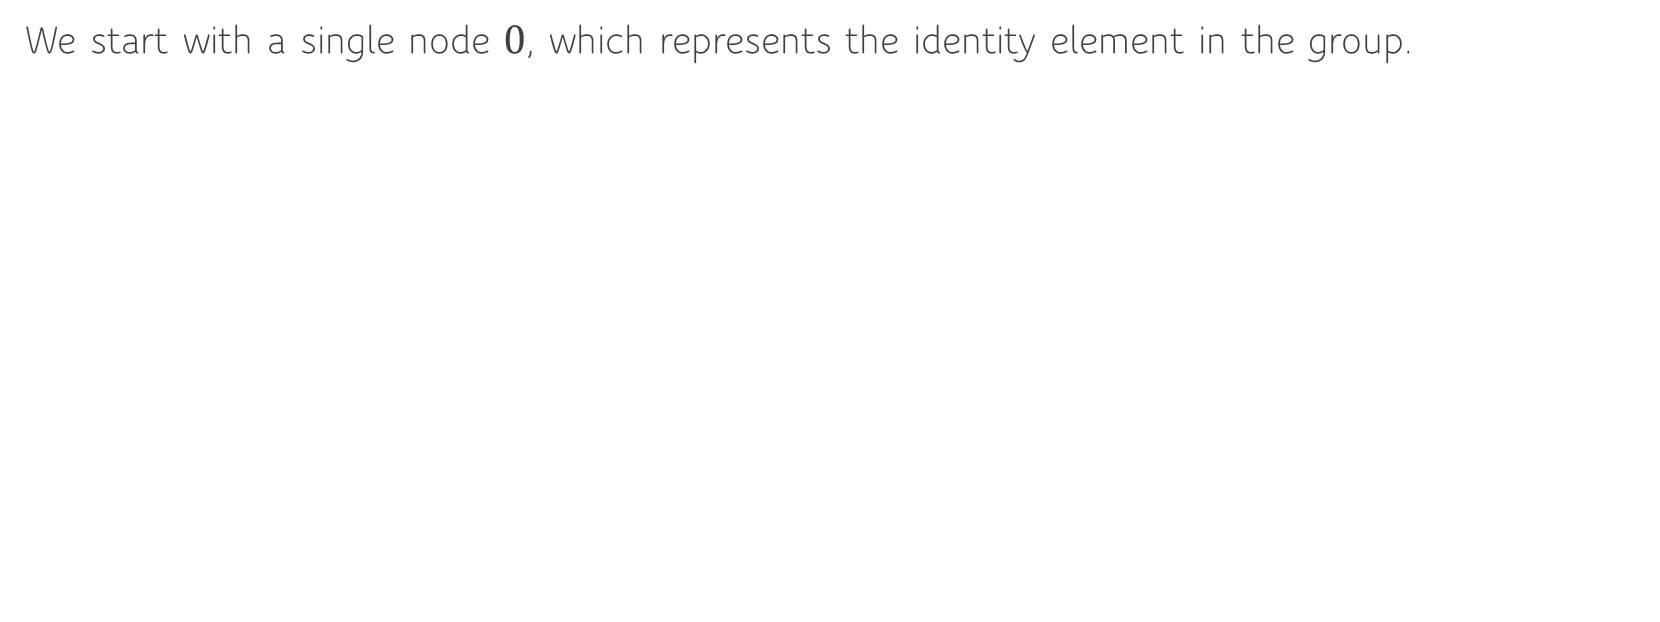 We start with a single node 0, which represents the identity element in the group.